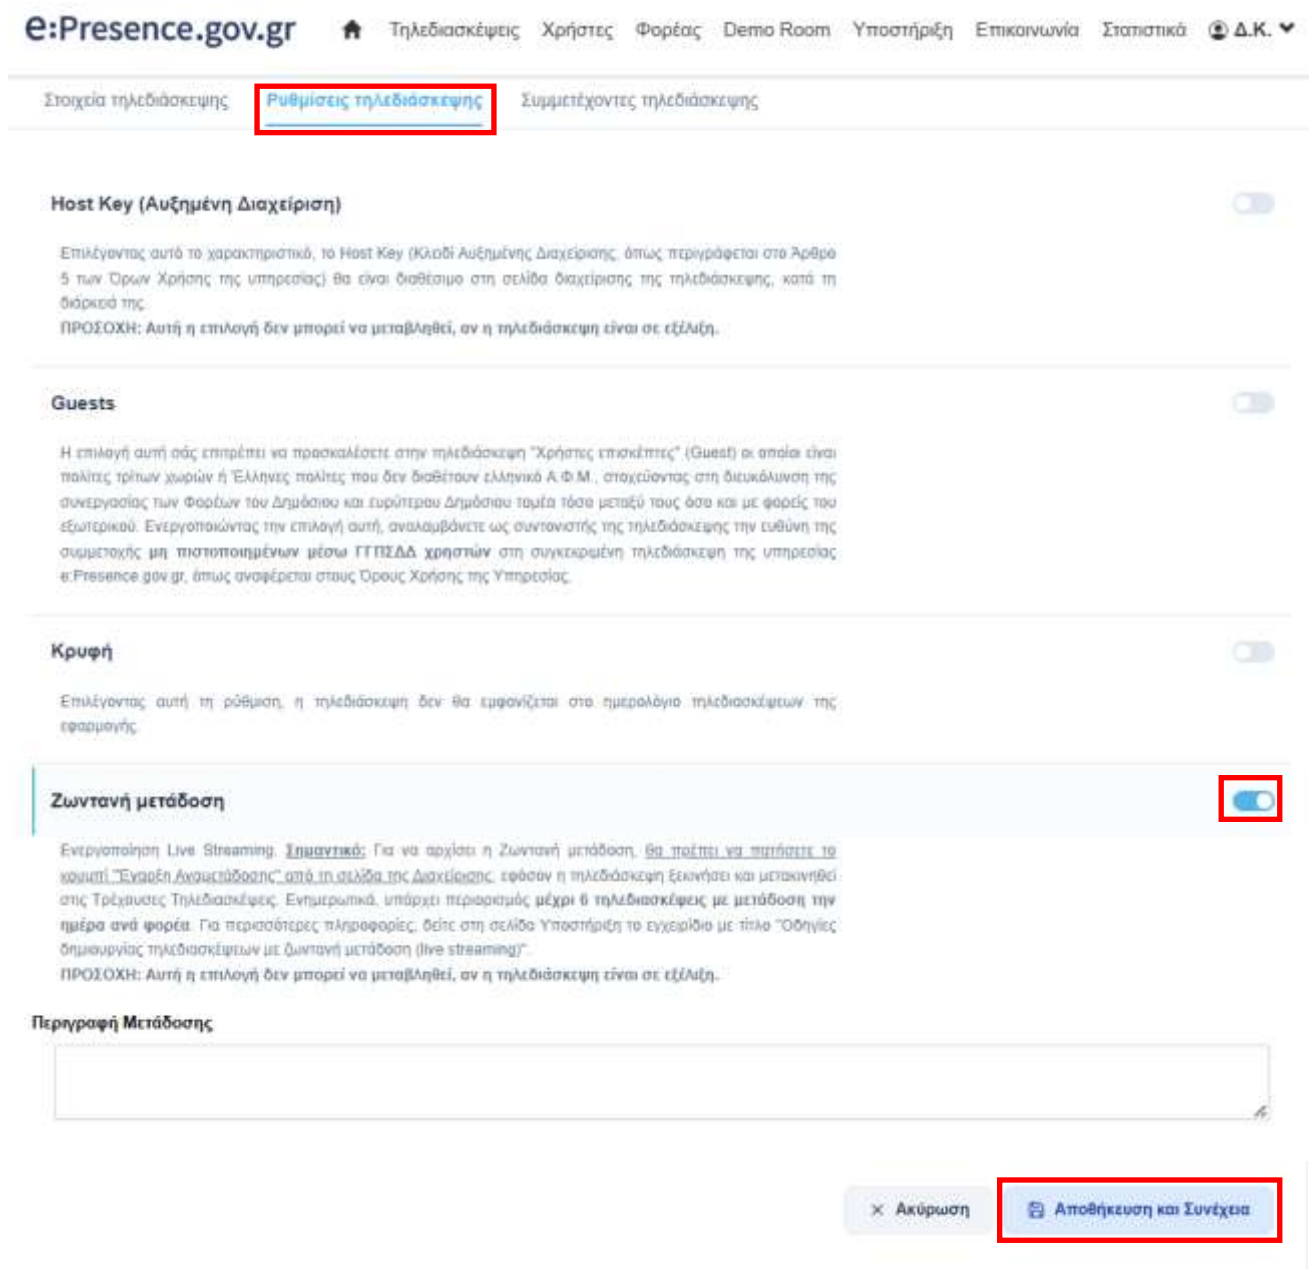 e:Presence.gov.gr Τηλεδιασκέψεις Χρήστες Φορέας Demo Room Υποστήριξη Επικοινωνία Στατιστικά Δ.Κ.
Στοιχεία τηλεδιάσκεψης Ρυθμίσεις τηλεδιάσκεψης Συμμετέχοντες τηλεδιάσκεψης
Host Key (Αυξημένη Διαχείριση)
Επιλέγοντας αυτό το χαρακτηριστικό, το Host Key (Κλειδί Αυξημένης Διαχείρισης, όπως περιγράφεται στο Άρθρο
5 των Όρων Χρήσης της υπηρεσίας) θα είναι διαθέσιμο στη σελίδα διαχείρισης της τηλεδιάσκεψης, κατά τη
διάρκειά της.
ΠΡΟΣΟΧΗ: Αυτή η επιλογή δεν μπορεί να μεταβληθεί, αν η τηλεδιάσκεψη είναι σε εξέλιξη.
Guests
Η επιλογή αυτή σάς επιτρέπει να προσκαλέσετε στην τηλεδιάσκεψη "Χρήστες επισκέπτες" (Guest) οι οποίοι είναι
πολίτες τρίτων χωρών ή Έλληνες πολίτες που δεν διαθέτουν ελληνικό Α.Φ.Μ., στοχεύοντας στη διευκόλυνση της
συνεργασίας των Φορέων του Δημόσιου και ευρύτερου Δημόσιου τομέα τόσο μεταξύ τους όσο και με φορείς του
εξωτερικού. Ενεργοποιώντας την επιλογή αυτή, αναλαμβάνετε ως συντονιστής της τηλεδιάσκεψης την ευθύνη της
συμμετοχής μη πιστοποιημένων μέσω ΓΓΠΣΔΔ χρηστών στη συγκεκριμένη τηλεδιάσκεψη της υπηρεσίας
e:Presence.gov.gr, όπως αναφέρεται στους Όρους Χρήσης της Υπηρεσίας.
Κρυφή
Επιλέγοντας αυτή τη ρύθμιση, η τηλεδιάσκεψη δεν θα εμφανίζεται στο ημερολόγιο τηλεδιασκέψεων της
εφαρμογής.
Ζωντανή μετάδοση
Ενεργοποίηση Live Streaming. Σημαντικό: Για να αρχίσει η Ζωντανή μετάδοση, θα πρέπει να πατήσετε το
κουμπί "Έναρξη Αναμετάδοσης" από τη σελίδα της Διαχείρισης, εφόσον η τηλεδιάσκεψη ξεκινήσει και μετακινηθεί
στις Τρέχουσες Τηλεδιασκέψεις. Ενημερωτικά, υπάρχει περιορισμός μέχρι 6 τηλεδιασκέψεις με μετάδοση την
ημέρα ανά φορέα. Για περισσότερες πληροφορίες, δείτε στη σελίδα Υποστήριξη το εγχειρίδιο με τίτλο "Οδηγίες
δημιουργίας τηλεδιασκέψεων με ζωντανή μετάδοση (live streaming)".
ΠΡΟΣΟΧΗ: Αυτή η επιλογή δεν μπορεί να μεταβληθεί, αν η τηλεδιάσκεψη είναι σε εξέλιξη.
Περιγραφή Μετάδοσης
Ακύρωση Αποθήκευση και Συνέχεια